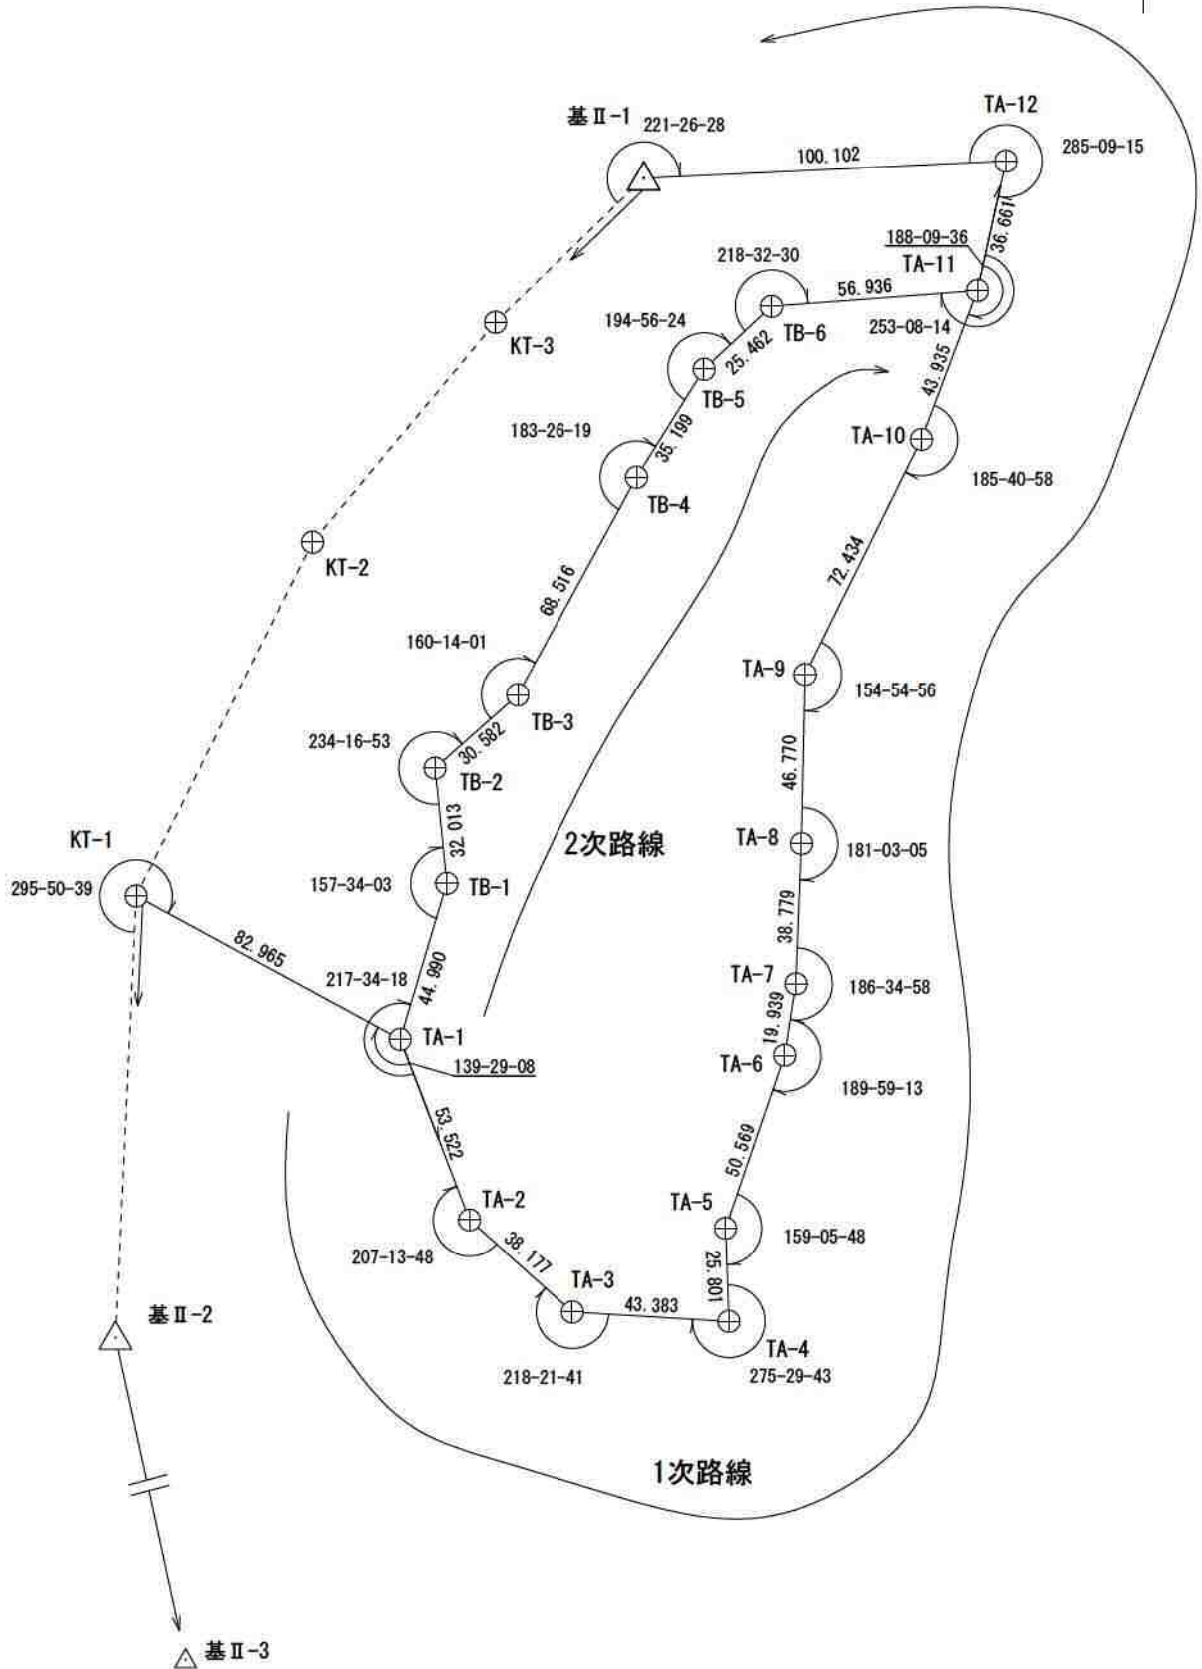 TA-12
基Ⅱ-1
221-26-28
285-09-15
100.102
36.661
188-09-36
TA-11
218-32-30
56.936
253-08-14
194-56-24
TB-6
KT-3
25.462
43.935
TB-5
183-26-19
35.199
TA-10
185-40-58
TB-4
KT-2
72.434
68.516
160-14-01
TA-9
154-54-56
TB-3
234-16-53
30.582
46.770
TB-2
32.013
KT-1
2次路線
TA-8
181-03-05
295-50-39
157-34-03
TB-1
82.965
44.990
38.779
217-34-18
TA-7
186-34-58
19.939
TA-1
139-29-08
TA-6
189-59-13
53.522
50.569
TA-2
TA-5
207-13-48
38.177
159-05-48
TA-3
25.801
43.383
基Ⅱ-2
TA-4
218-21-41
275-29-43
1次路線
基Ⅱ-3